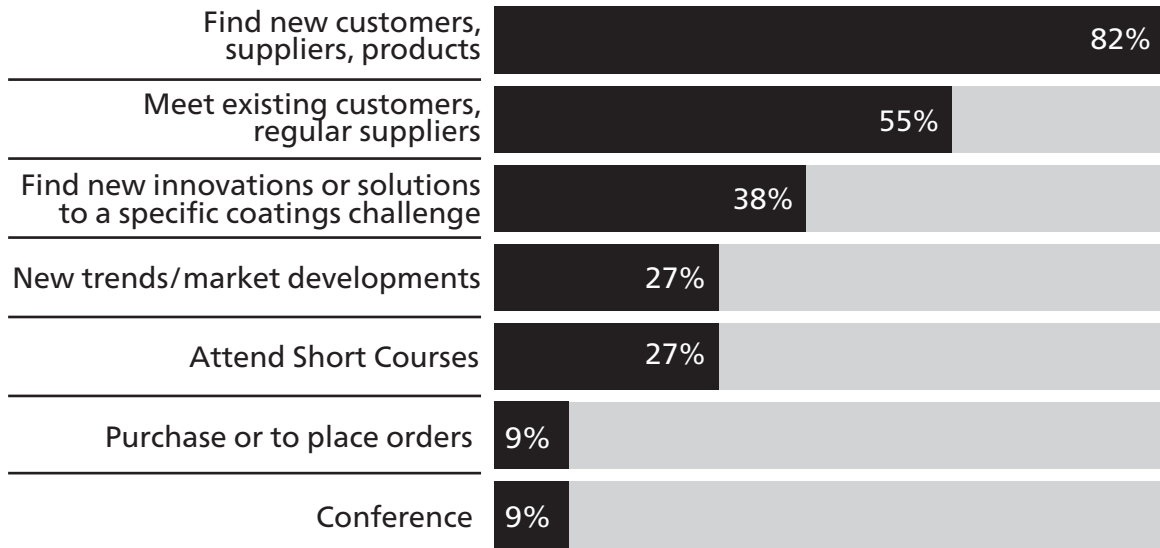 Find new customers,
suppliers, products
82%
Meet existing customers,
regular suppliers
55%
Find new innovations or solutions
to a specific coatings challenge
38%
New trends/market developments
27%
Attend Short Courses
27%
Purchase or to place orders
9%
Conference
9%